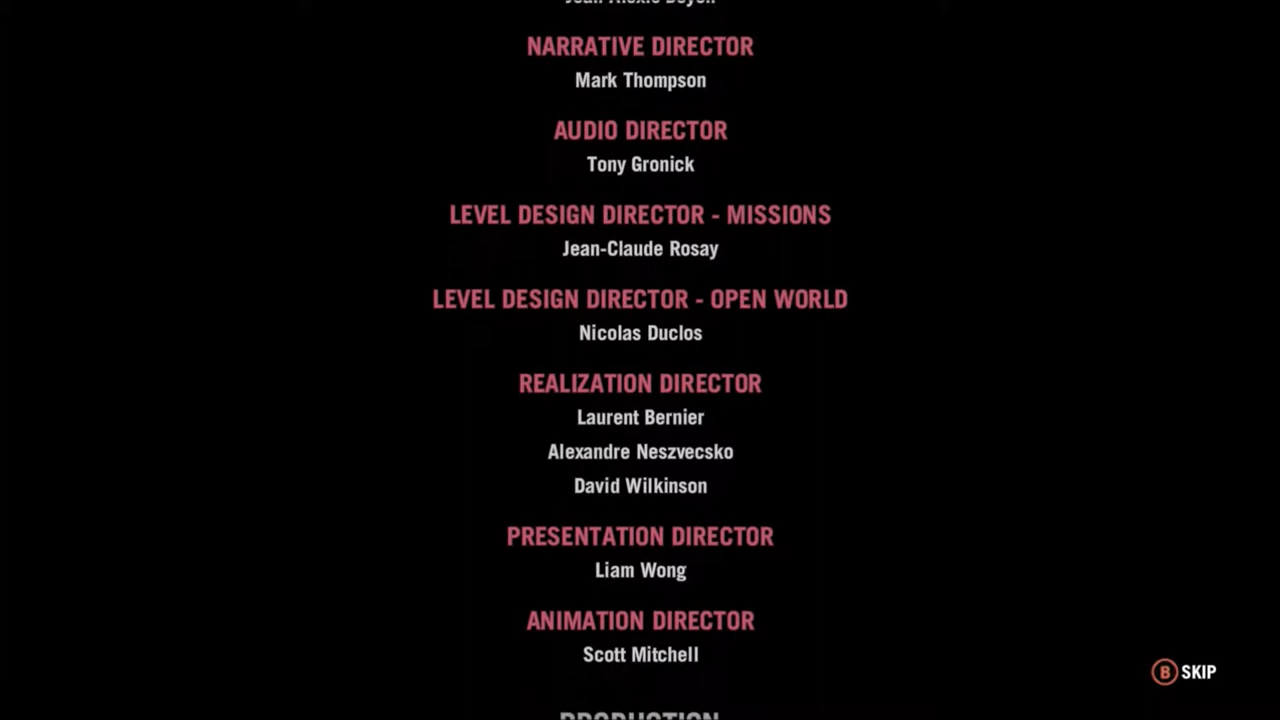 NARRATIVE DIRECTOR
Mark Thompson
AUDIO DIRECTOR
Tony Gronick
LEVEL DESIGN DIRECTOR - MISSIONS
Jean-Claude Rosay
LEVEL DESIGN DIRECTOR - OPEN WORLD
Nicolas Duclos
REALIZATION DIRECTOR
Laurent Bernier
Alexandre Neszvecsko
David Wilkinson
PRESENTATION DIRECTOR
Liam Wong
ANIMATION DIRECTOR
Scott Mitchell
B SKIP
PRODUCTION